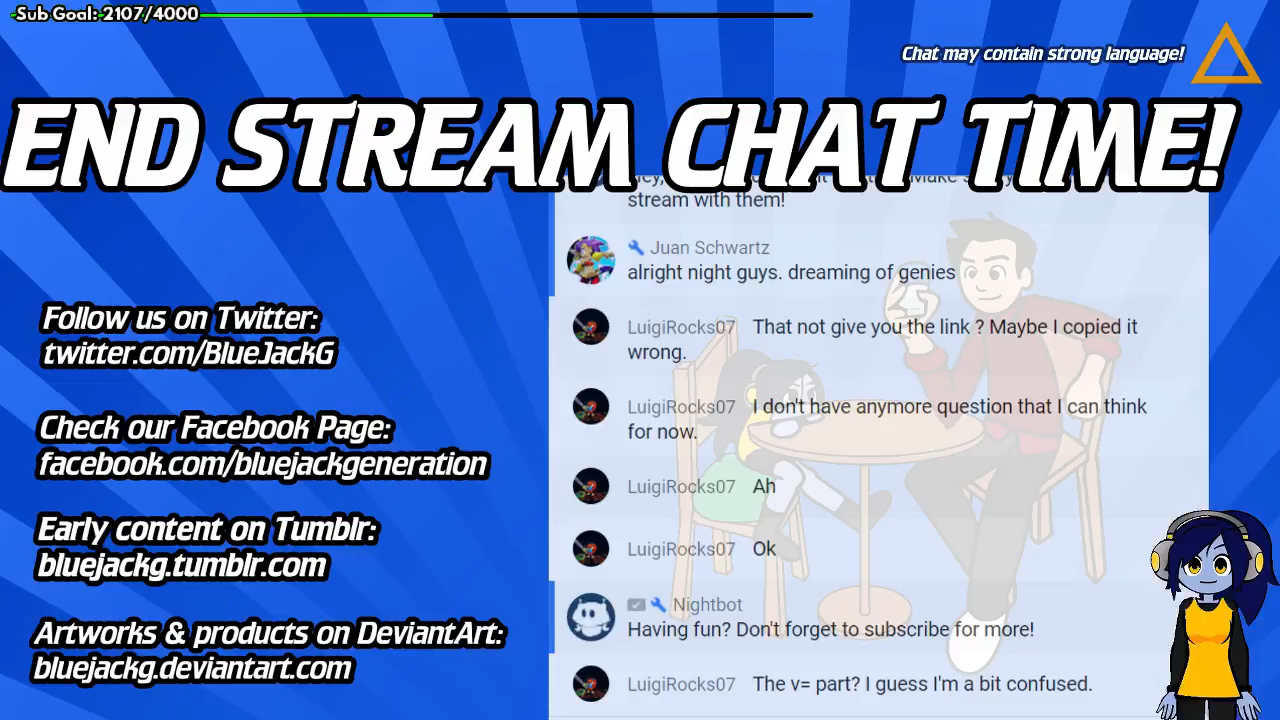 Sub Goal: 2107/4000
Chat may contain strong language!
END STREAM CHAT TIME!
stream with them!
Juan Schwartz
alright night guys. dreaming of genies
LuigiRocks07 That not give you the link ? Maybe I copied it
wrong.
LuigiRocks07 I don't have anymore question that I can think
for now.
LuigiRocks07 Ah
LuigiRocks07 Ok
Nightbot
Having fun? Don't forget to subscribe for more!
LuigiRocks07 The v= part? I guess I'm a bit confused.
Follow us on Twitter:
twitter.com/BlueJackG
Check our Facebook Page:
facebook.com/bluejackgeneration
Early content on Tumblr:
bluejackg.tumblr.com
Artworks & products on DeviantArt:
bluejackg.deviantart.com